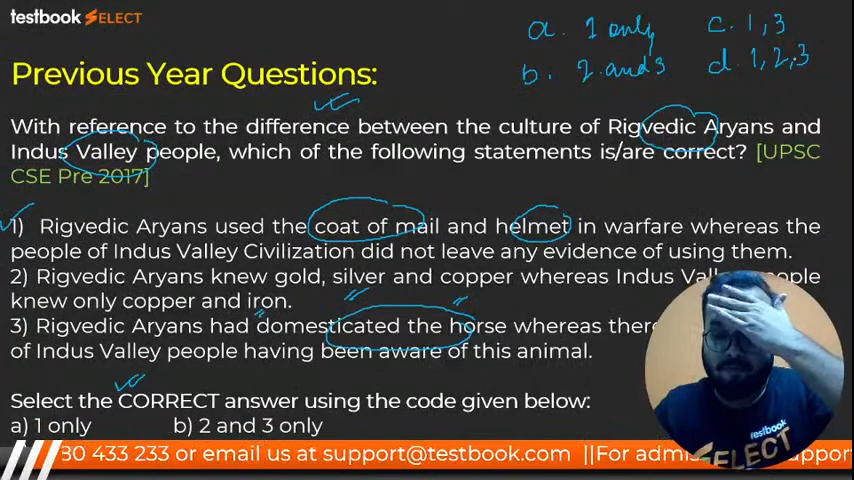 testbook SELECT
a. 1 only c. 1, 3
b. 2 and 3 d. 1, 2, 3
Previous Year Questions:
With reference to the difference between the culture of Rigvedic Aryans and
Indus Valley people, which of the following statements is/are correct? [UPSC
CSE Pre 2017]
1) Rigvedic Aryans used the coat of mail and helmet in warfare whereas the
people of Indus Valley Civilization did not leave any evidence of using them.
2) Rigvedic Aryans knew gold, silver and copper whereas Indus Valley people
knew only copper and iron.
3) Rigvedic Aryans had domesticated the horse whereas there
of Indus Valley people having been aware of this animal.
Select the CORRECT answer using the code given below:
a) 1 only b) 2 and 3 only
testbook
SELECT
80 433 233 or email us at support@testbook.com ||For